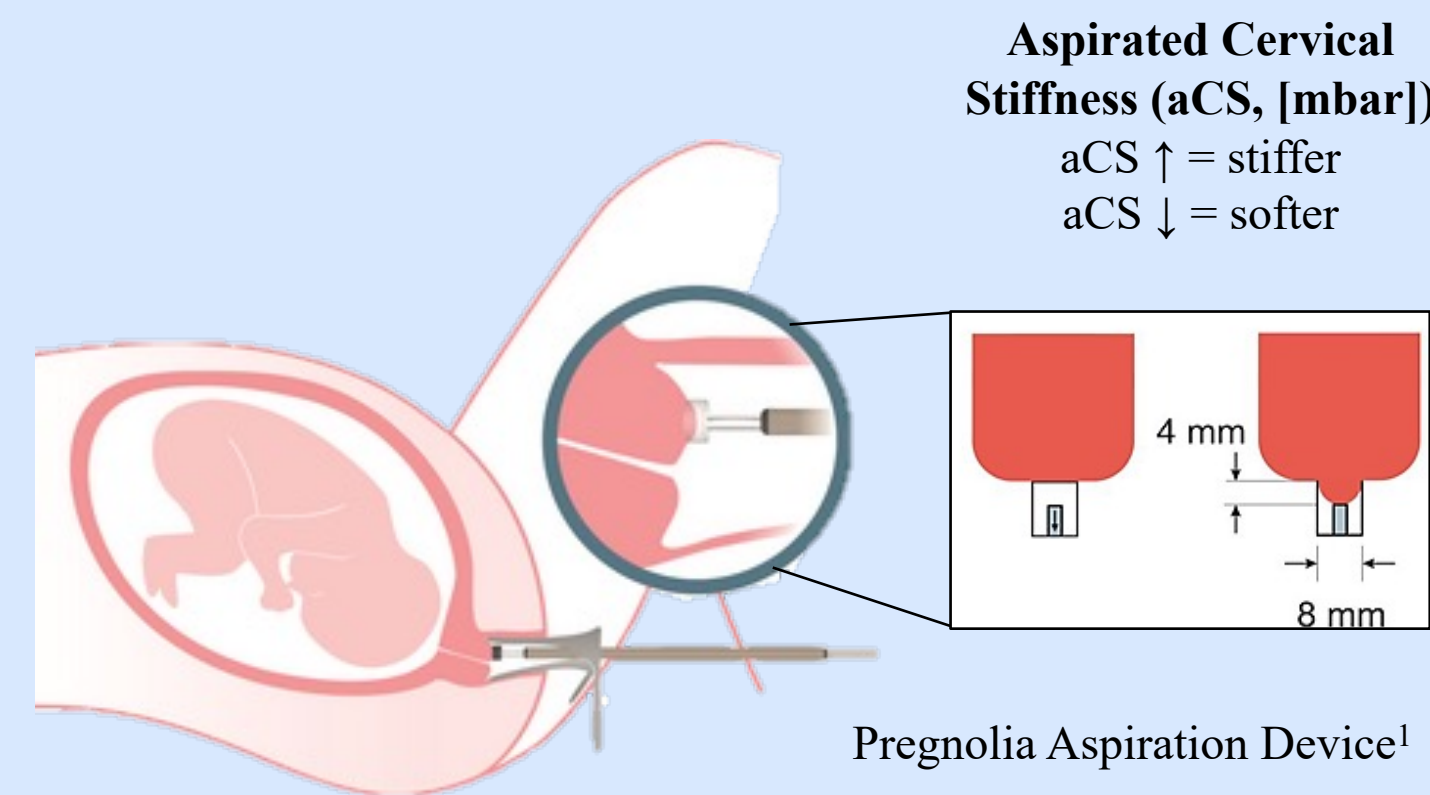 Aspirated Cervical
Stiffness (aCS, [mbar])
aCS ↑ = stiffer
aCS ↓ = softer
4 mm
8 mm
Pregnolia Aspiration Device¹